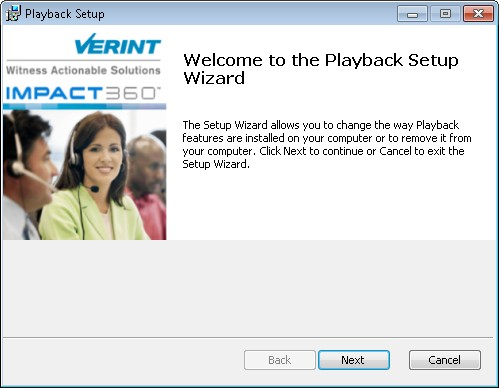 Playback Setup
VERINT
Witness Actionable Solutions
IMPACT360™
Welcome to the Playback Setup
Wizard
The Setup Wizard allows you to change the way Playback
features are installed on your computer or to remove it from
your computer. Click Next to continue or Cancel to exit the
Setup Wizard.
Back
Next
Cancel